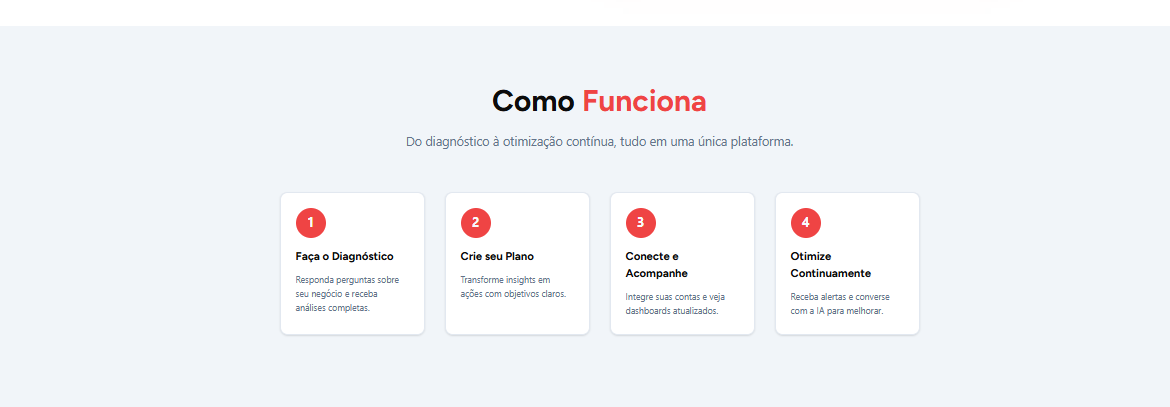 Como Funciona
Do diagnóstico à otimização contínua, tudo em uma única plataforma.
1
Faça o Diagnóstico
Responda perguntas sobre
seu negócio e receba
análises completas.
2
Crie seu Plano
Transforme insights em
ações com objetivos claros.
3
Conecte e
Acompanhe
Integre suas contas e veja
dashboards atualizados.
4
Otimize
Continuamente
Receba alertas e converse
com a IA para melhorar.